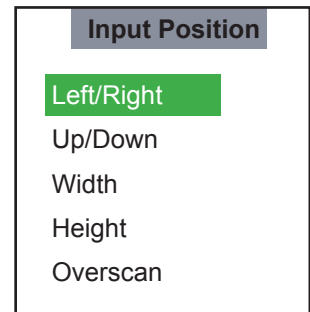 Input Position
Left/Right
Up/Down
Width
Height
Overscan